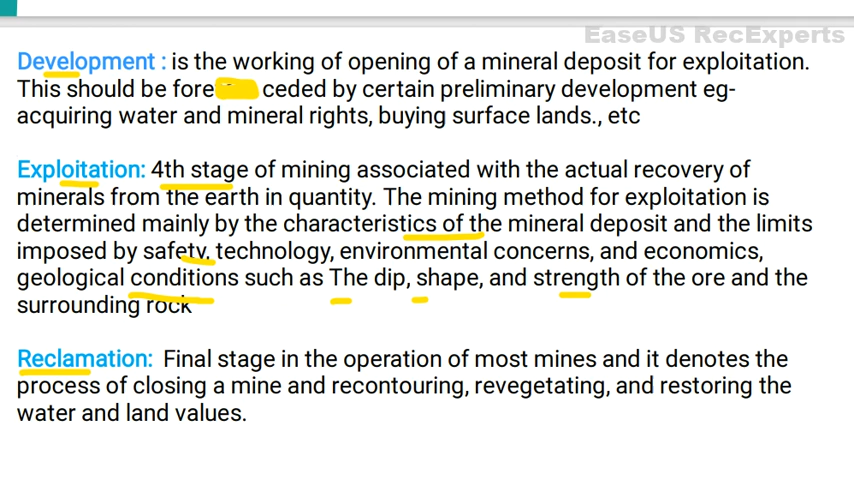 EaseUS RecExperts
Development : is the working of opening of a mineral deposit for exploitation.
This should be fore ceded by certain preliminary development eg-
acquiring water and mineral rights, buying surface lands., etc
Exploitation: 4th stage of mining associated with the actual recovery of
minerals from the earth in quantity. The mining method for exploitation is
determined mainly by the characteristics of the mineral deposit and the limits
imposed by safety, technology, environmental concerns, and economics,
geological conditions such as The dip, shape, and strength of the ore and the
surrounding rock
Reclamation: Final stage in the operation of most mines and it denotes the
process of closing a mine and recontouring, revegetating, and restoring the
water and land values.